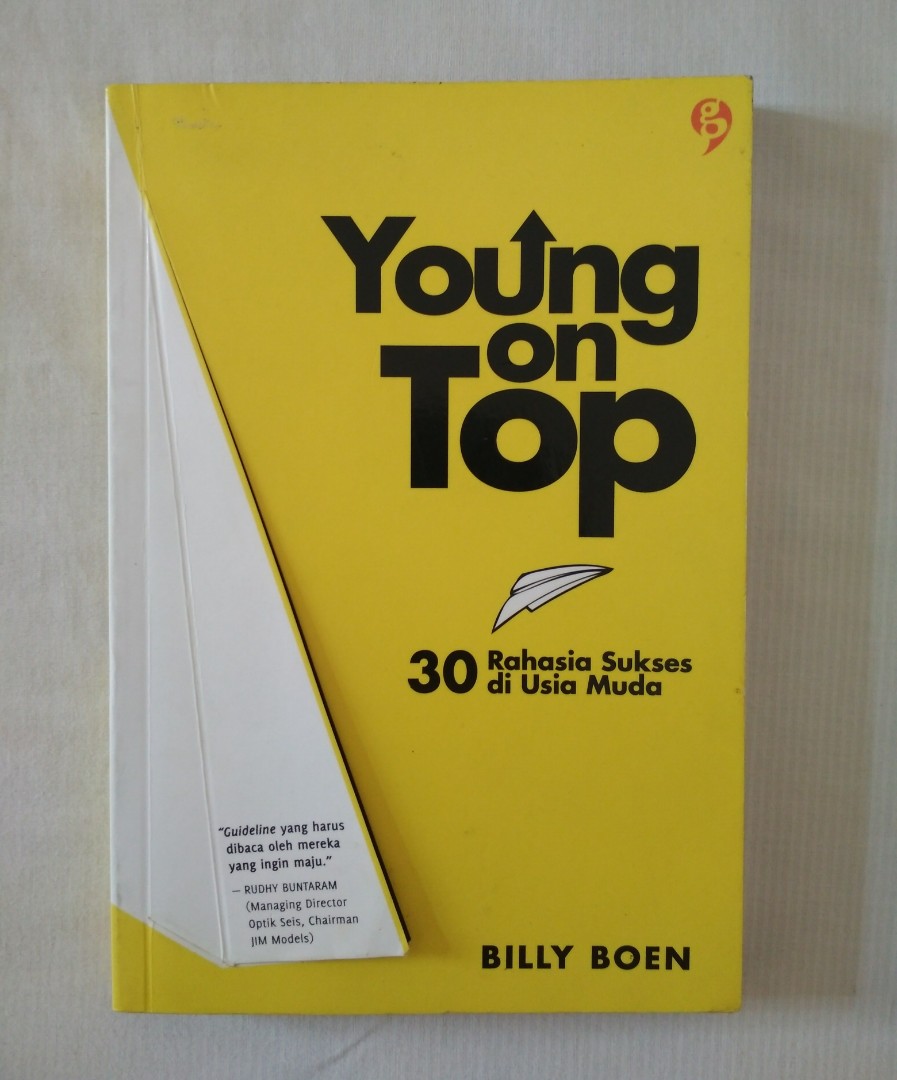 g
Young
on
Top
30 Rahasia Sukses
di Usia Muda
"Guideline yang harus
dibaca oleh mereka
yang ingin maju."
— RUDHY BUNTARAM
(Managing Director
Optik Seis, Chairman
JIM Models)
BILLY BOEN